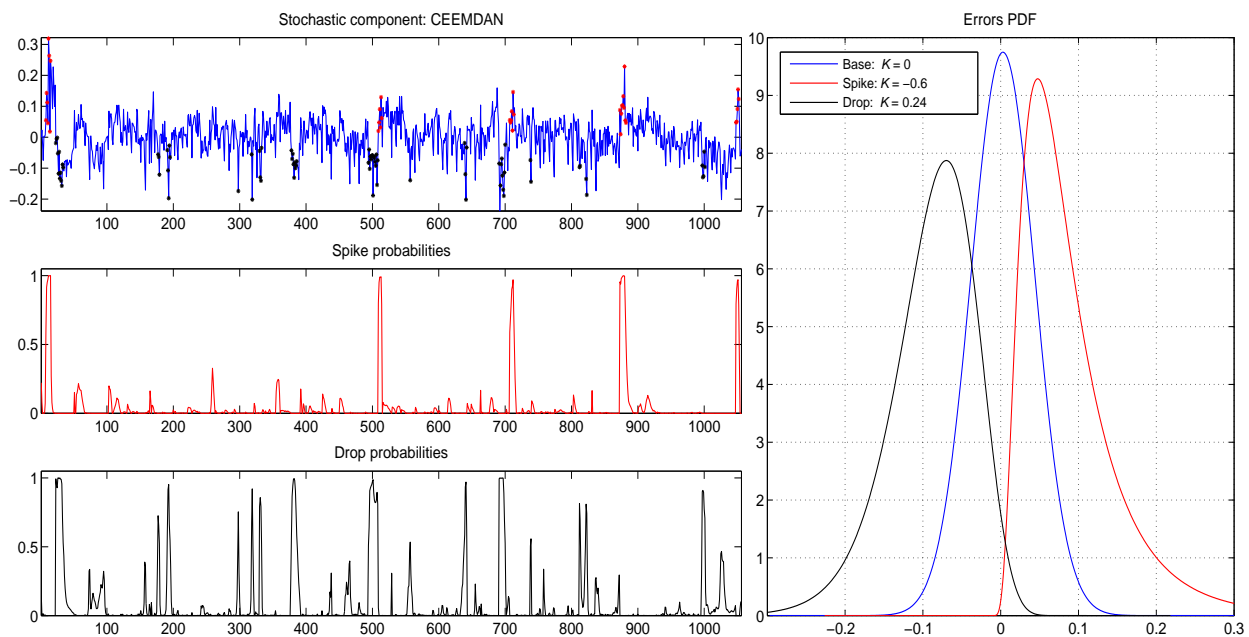 Stochastic component: CEEMDAN
0.3
0.2
0.1
0
−0.1
−0.2
100 200 300 400 500 600 700 800 900 1000
Spike probabilities
1
0.5
0
100 200 300 400 500 600 700 800 900 1000
Drop probabilities
1
0.5
0
100 200 300 400 500 600 700 800 900 1000
Errors PDF
10
9
8
7
6
5
4
3
2
1
0
−0.2 −0.1 0 0.1 0.2 0.3
Base: K = 0
Spike: K = −0.6
Drop: K = 0.24